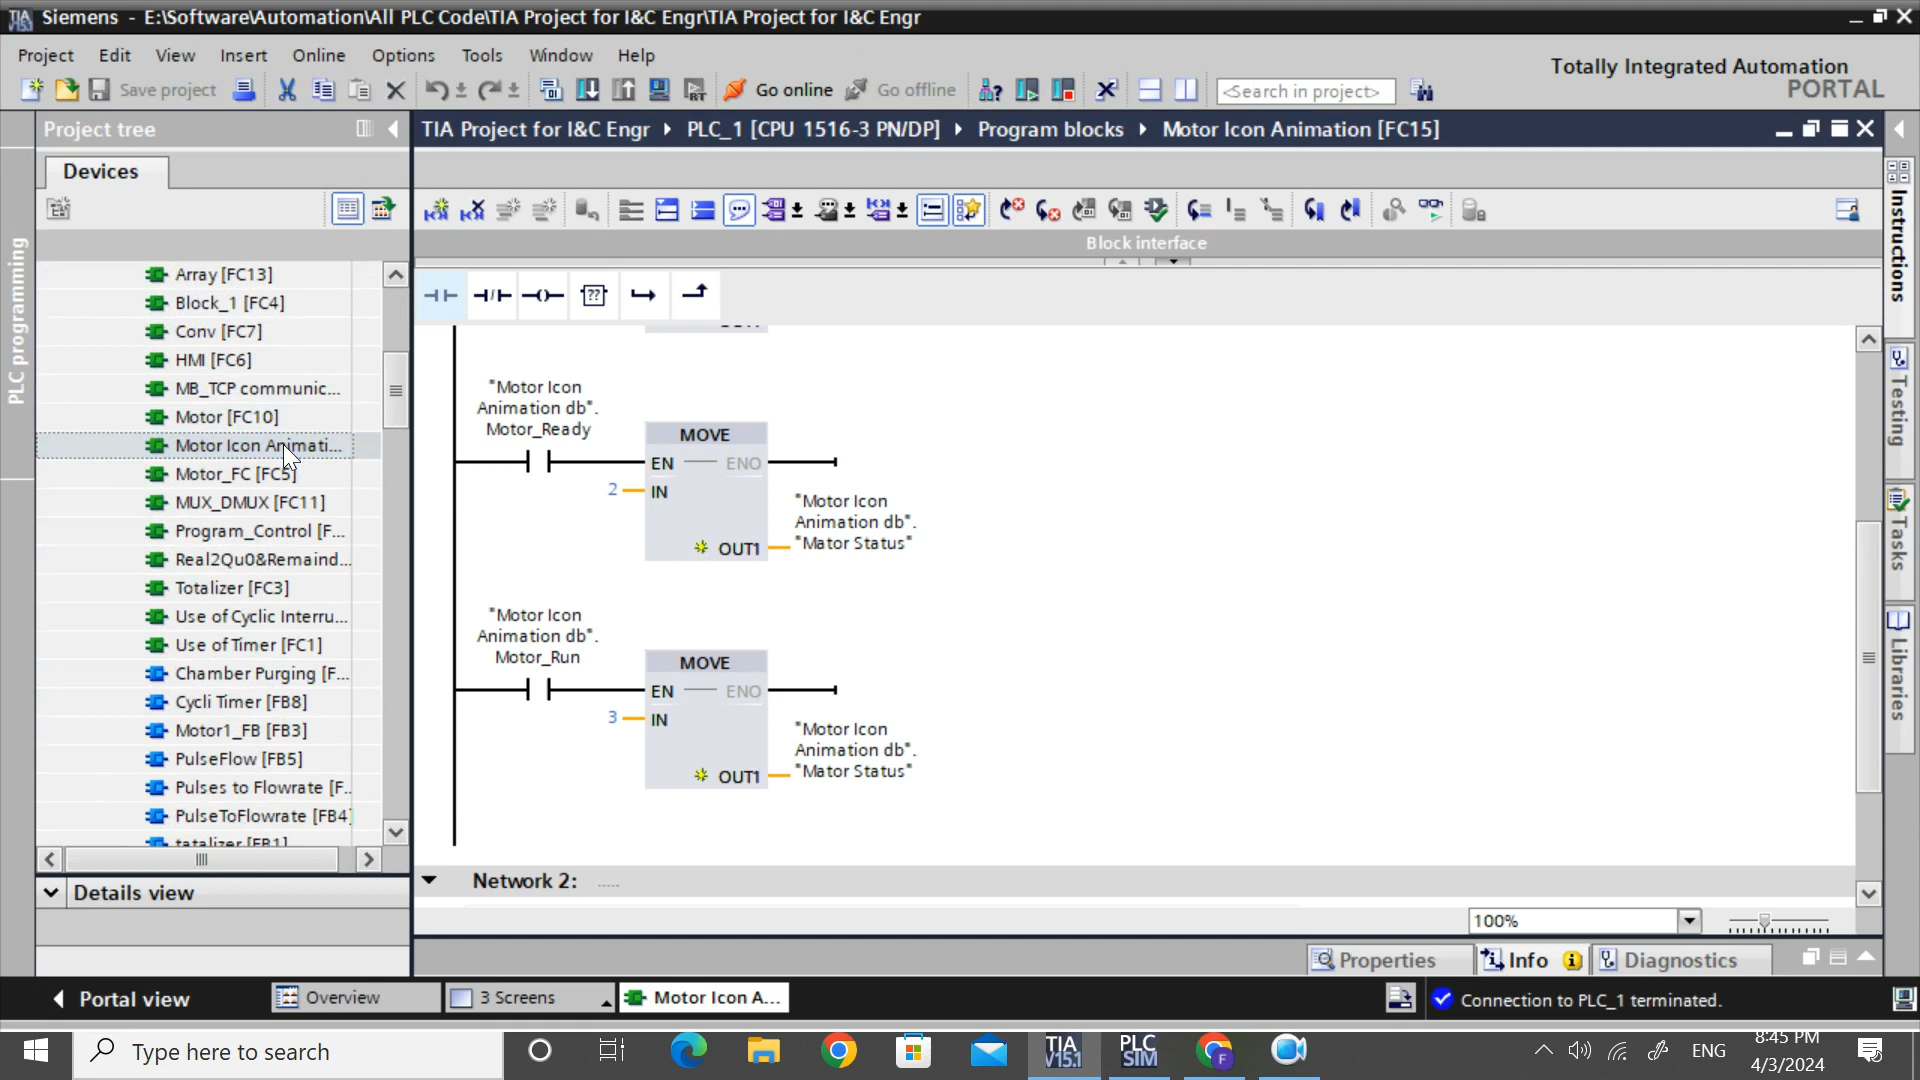 Siemens - E:\Software\Automation\All PLC Code\TIA Project for I&C Engr\TIA Project for I&C Engr
Project Edit View Insert Online Options Tools Window Help
Totally Integrated Automation
PORTAL
Save project
Go online
Go offline
<Search in project>
Project tree
TIA Project for I&C Engr PLC_1 [CPU 1516-3 PN/DP] Program blocks Motor Icon Animation [FC15]
Devices
PLC programming
Block interface
Array [FC13]
Block_1 [FC4]
Conv [FC7]
HMI [FC6]
MB_TCP communic...
Motor [FC10]
Motor Icon Animati...
Motor_FC [FC5]
MUX_DMUX [FC11]
Program_Control [F...
Real2Qu0&Remaind...
Totalizer [FC3]
Use of Cyclic Interru...
Use of Timer [FC1]
Chamber Purging [F...
Cycli Timer [FB8]
Motor1_FB [FB3]
PulseFlow [FB5]
Pulses to Flowrate [F...
PulseToFlowrate [FB4]
tatalizer [FB1]
Details view
??
"Motor Icon
Animation db".
Motor_Ready
MOVE
EN ENO
2 IN
OUT1
"Motor Icon
Animation db".
"Mator Status"
"Motor Icon
Animation db".
Motor_Run
MOVE
EN ENO
3 IN
OUT1
"Motor Icon
Animation db".
"Mator Status"
Network 2: .....
100%
Instructions
Testing
Tasks
Libraries
Properties Info Diagnostics
Portal view Overview 3 Screens Motor Icon A... Connection to PLC_1 terminated.
Type here to search
TIA
V15.1
PLC
SIM
F
ENG
8:45 PM
4/3/2024